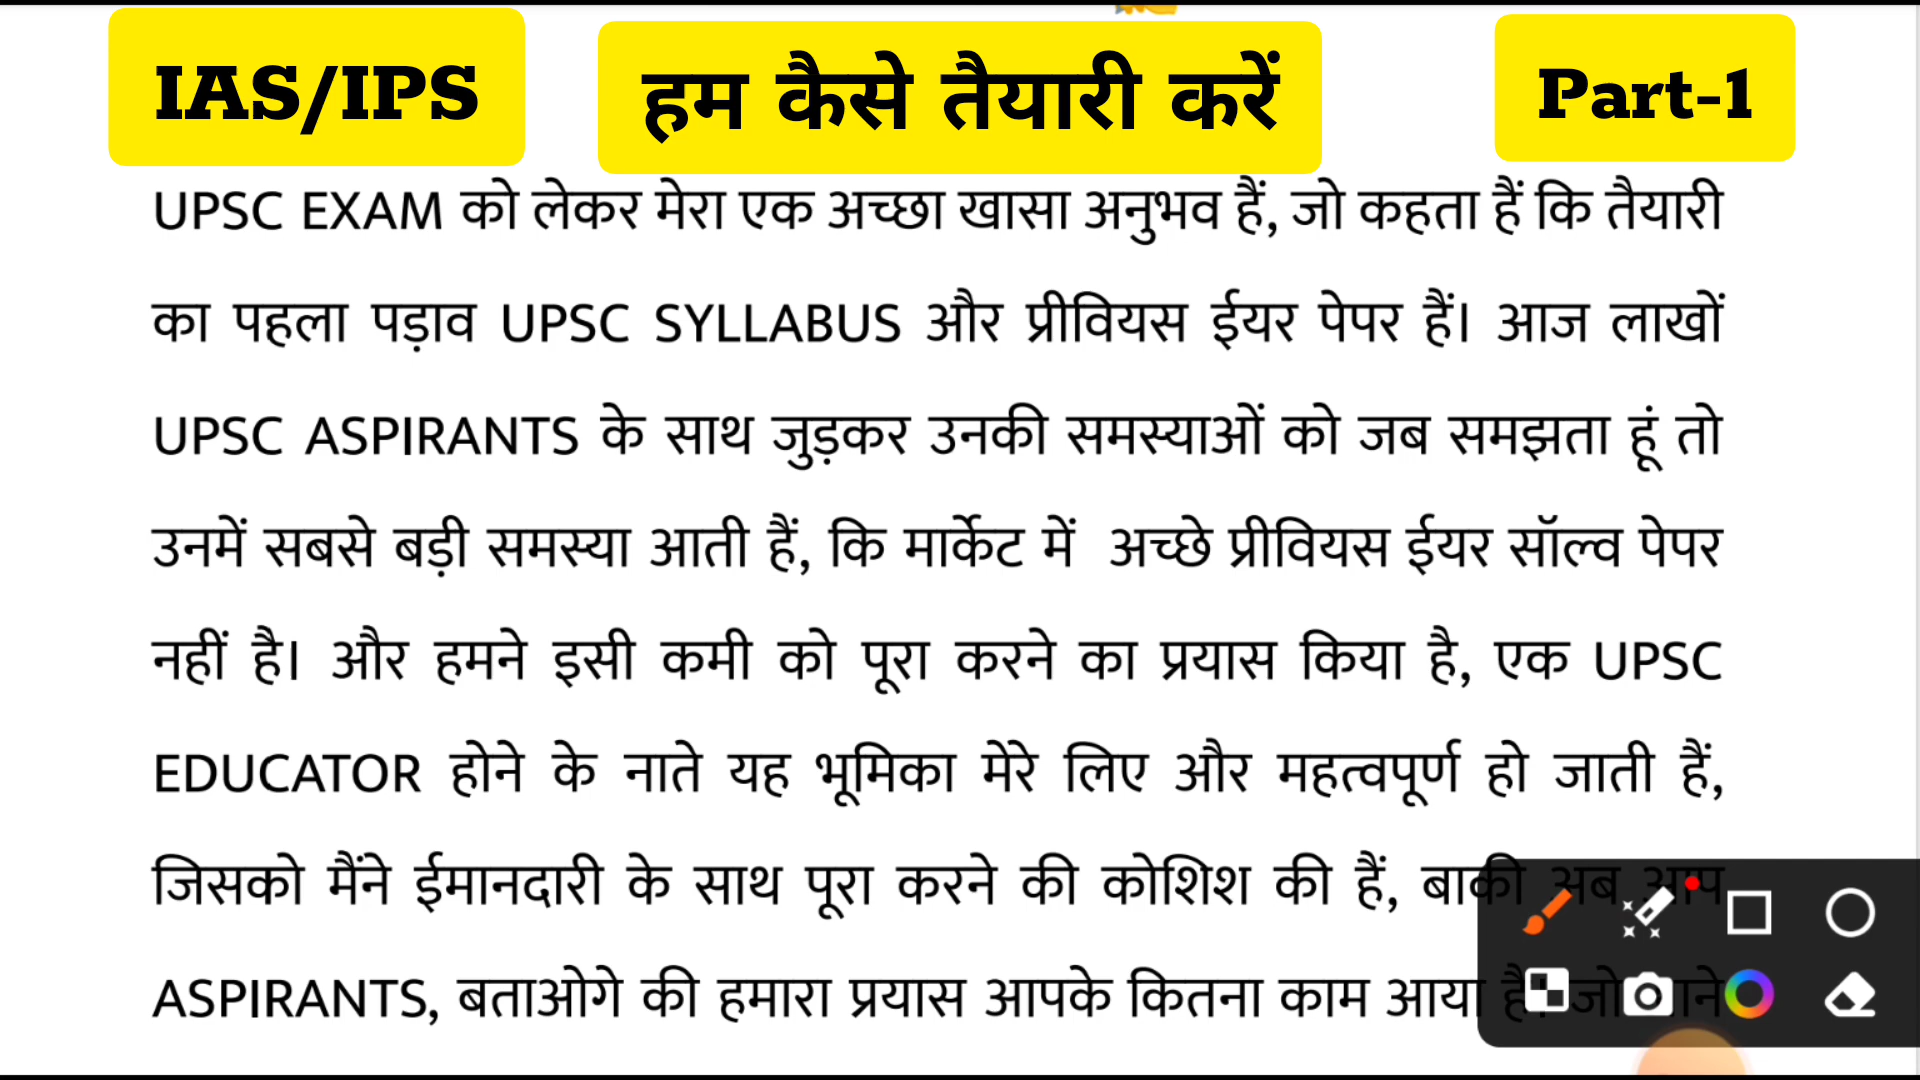 IAS/IPS हम कैसे तैयारी करें Part-1
UPSC EXAM को लेकर मेरा एक अच्छा खासा अनुभव हैं, जो कहता हैं कि तैयारी
का पहला पड़ाव UPSC SYLLABUS और प्रीवियस ईयर पेपर हैं। आज लाखों
UPSC ASPIRANTS के साथ जुड़कर उनकी समस्याओं को जब समझता हूं तो
उनमें सबसे बड़ी समस्या आती हैं, कि मार्केट में अच्छे प्रीवियस ईयर सॉल्व पेपर
नहीं है। और हमने इसी कमी को पूरा करने का प्रयास किया है, एक UPSC
EDUCATOR होने के नाते यह भूमिका मेरे लिए और महत्वपूर्ण हो जाती हैं,
जिसको मैंने ईमानदारी के साथ पूरा करने की कोशिश की हैं, बाकी अब आप
ASPIRANTS, बताओगे की हमारा प्रयास आपके कितना काम आया है। जो